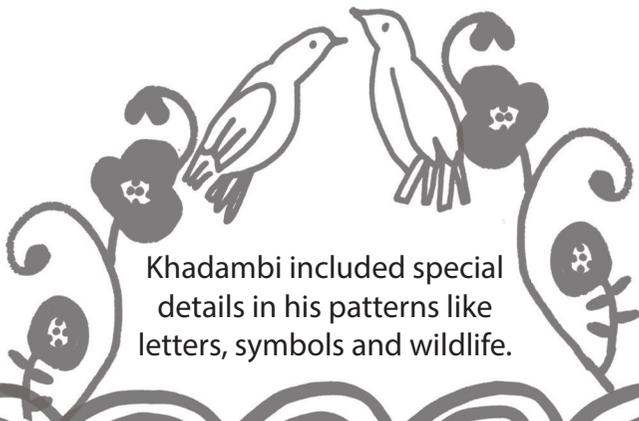 Khadambi included special
details in his patterns like
letters, symbols and wildlife.